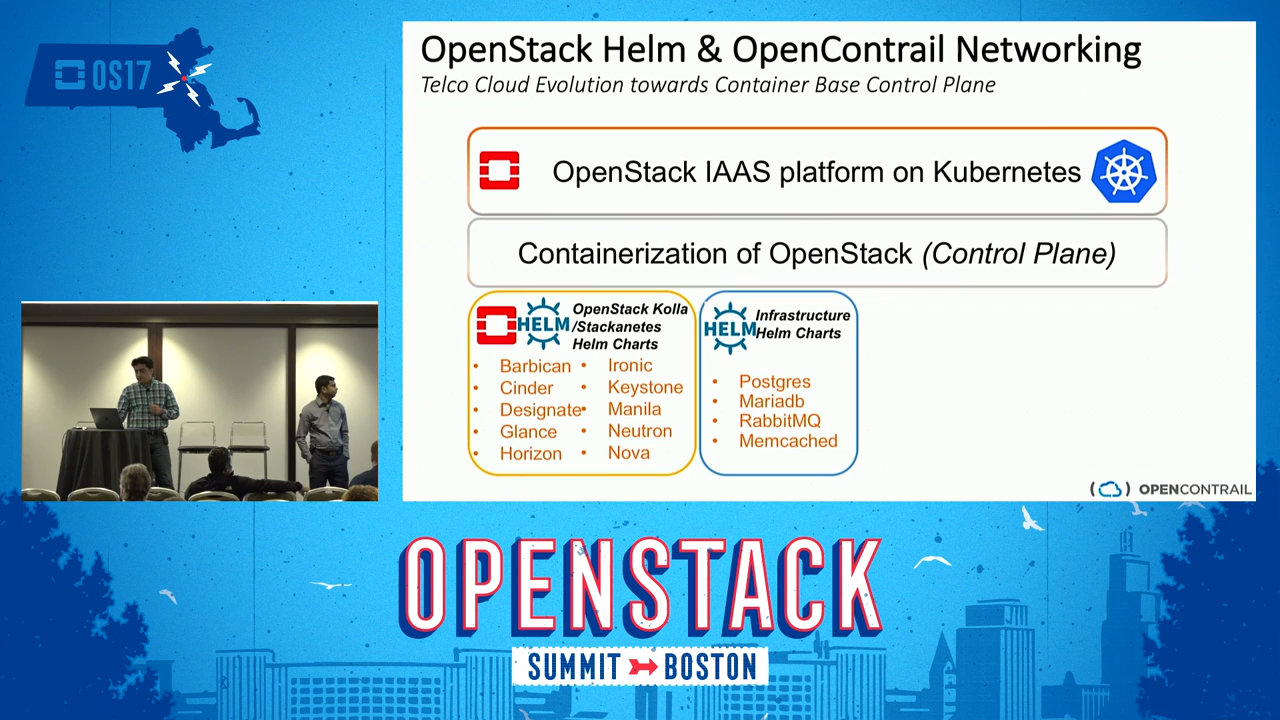 OS17
OpenStack Helm & OpenContrail Networking
Telco Cloud Evolution towards Container Base Control Plane
OpenStack IAAS platform on Kubernetes
Containerization of OpenStack (Control Plane)
HELM
OpenStack Kolla
/Stackanetes
Helm Charts
• Barbican
• Cinder
• Designate
• Glance
• Horizon
• Ironic
• Keystone
• Manila
• Neutron
• Nova
HELM
Infrastructure
Helm Charts
• Postgres
• Mariadb
• RabbitMQ
• Memcached
OPENCONTRAIL
OPENSTACK
SUMMIT BOSTON